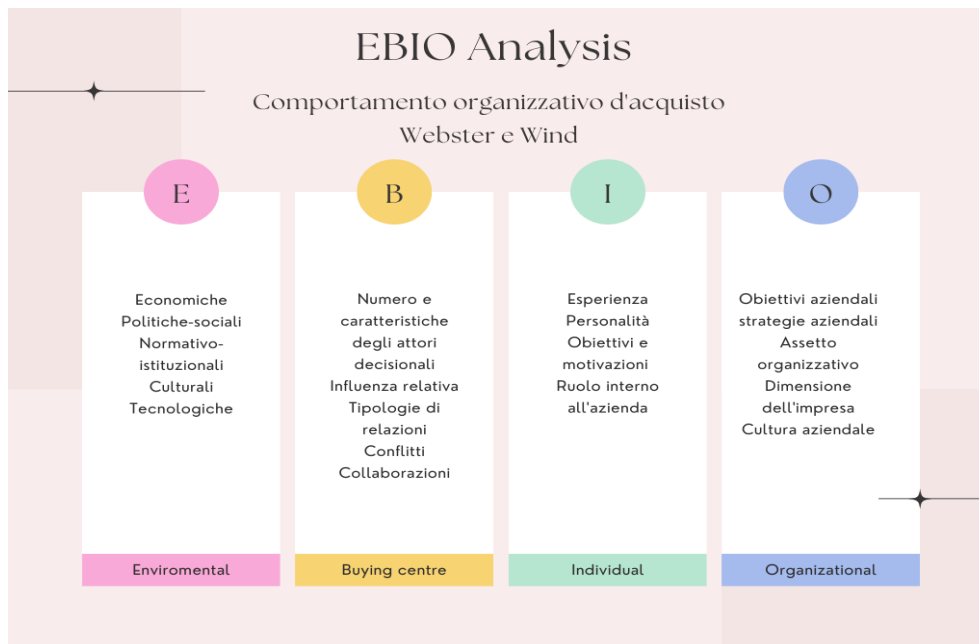 EBIO Analysis
Comportamento organizzativo d'acquisto
Webster e Wind
E
Economiche
Politiche-sociali
Normativo-
istituzionali
Culturali
Tecnologiche
Enviromental
B
Numero e
caratteristiche
degli attori
decisionali
Influenza relativa
Tipologie di
relazioni
Conflitti
Collaborazioni
Buying centre
I
Esperienza
Personalità
Obiettivi e
motivazioni
Ruolo interno
all'azienda
Individual
O
Obiettivi aziendali
strategie aziendali
Assetto
organizzativo
Dimensione
dell'impresa
Cultura aziendale
Organizational